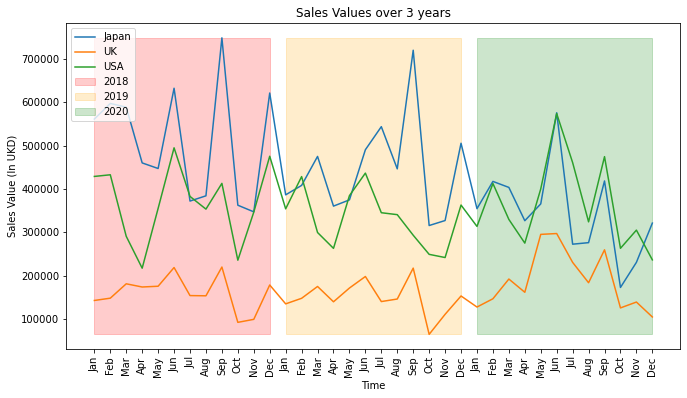 Sales Values over 3 years
Japan
UK
USA
2018
2019
2020
700000
600000
500000
400000
300000
200000
100000
Sales Value (In UKD)
Jan Feb Mar Apr May Jun Jul Aug Sep Oct Nov Dec Jan Feb Mar Apr May Jun Jul Aug Sep Oct Nov Dec Jan Feb Mar Apr May Jun Jul Aug Sep Oct Nov Dec
Time